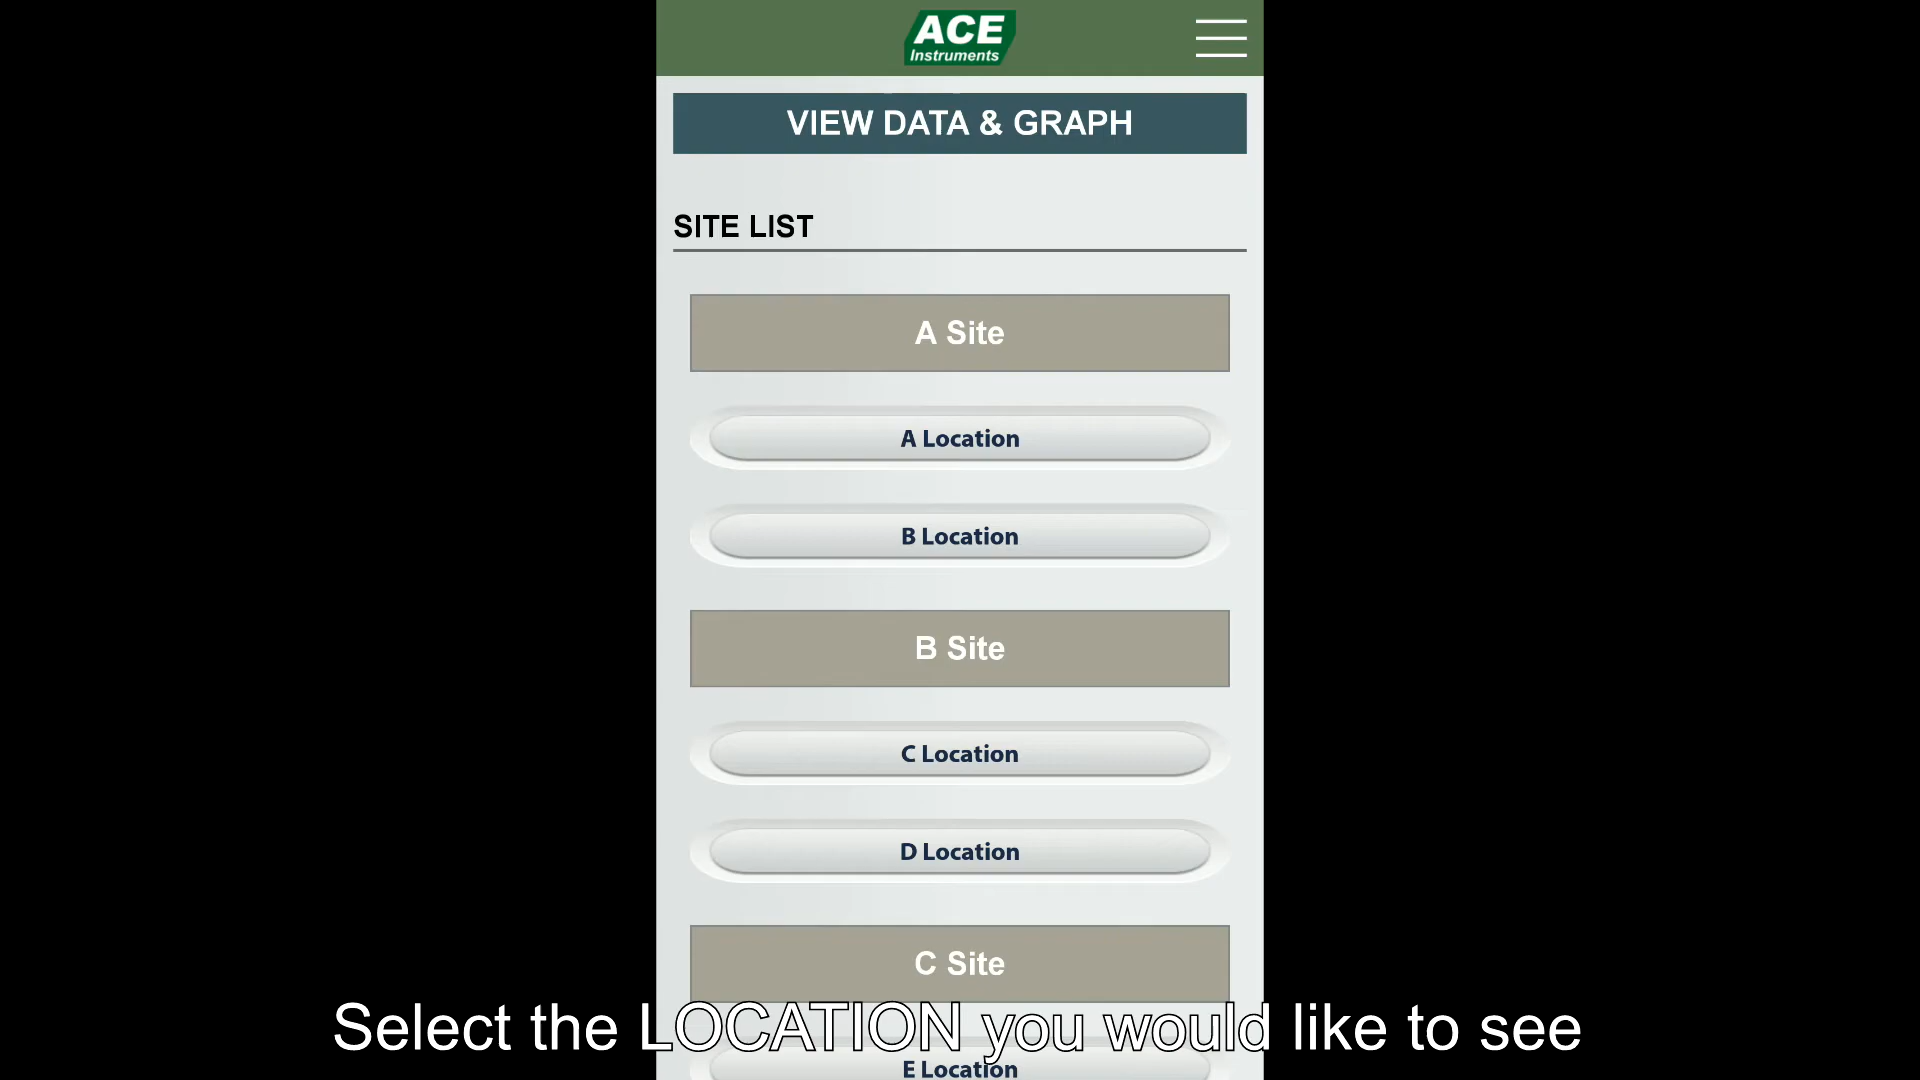 ACE
Instruments
VIEW DATA & GRAPH
SITE LIST
A Site
A Location
B Location
B Site
C Location
D Location
C Site
Select the LOCATION you would like to see
E Location